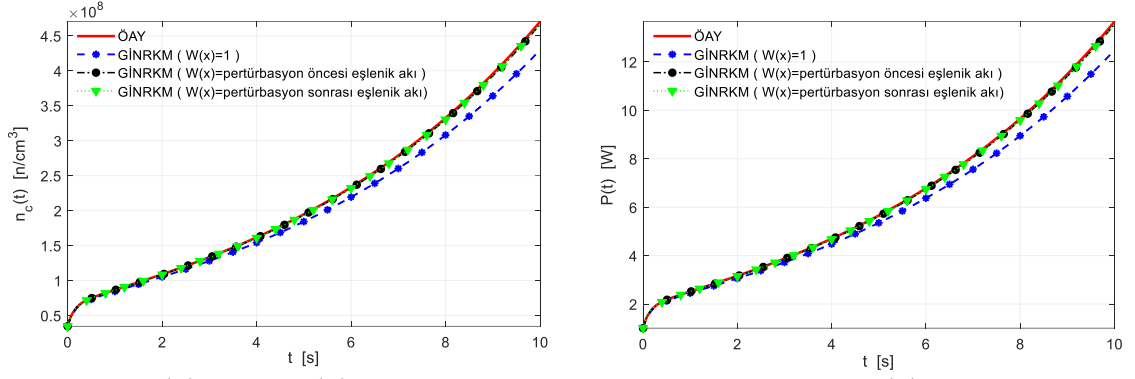 ×10⁸
4.5
4
3.5
3
2.5
2
1.5
1
0.5
n_c(t) [n/cm³]
0 2 4 6 8 10
t [s]
ÖAY
GİNRKM ( W(x)=1 )
GİNRKM ( W(x)=pertürbasyon öncesi eşlenik akı )
GİNRKM ( W(x)=pertürbasyon sonrası eşlenik akı)
12
10
8
6
4
2
P(t) [W]
0 2 4 6 8 10
t [s]
ÖAY
GİNRKM ( W(x)=1 )
GİNRKM ( W(x)=pertürbasyon öncesi eşlenik akı )
GİNRKM ( W(x)=pertürbasyon sonrası eşlenik akı)